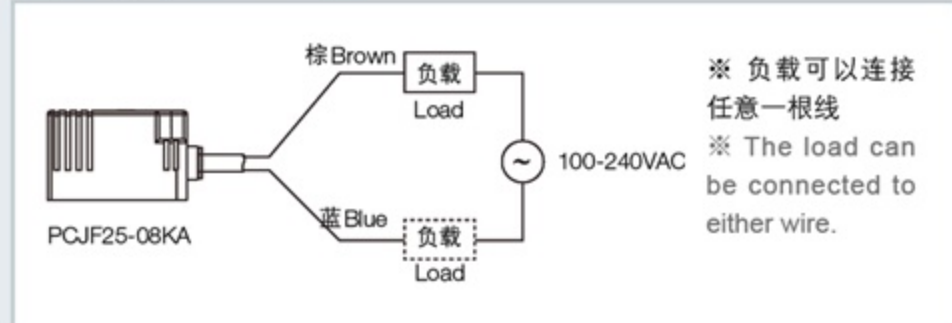 棕Brown
负载
Load
100-240VAC
蓝Blue
负载
Load
PCJF25-08KA
※ 负载可以连接
任意一根线
※ The load can
be connected to
either wire.